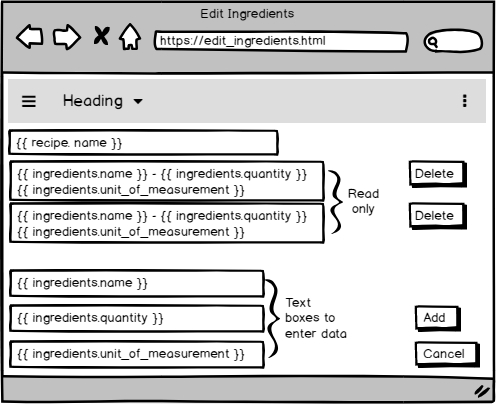 Edit Ingredients
https://edit_ingredients.html
Heading
{{ recipe. name }}
{{ ingredients.name }} - {{ ingredients.quantity }}
{{ ingredients.unit_of_measurement }}
Delete
{{ ingredients.name }} - {{ ingredients.quantity }}
{{ ingredients.unit_of_measurement }}
Delete
Read
only
{{ ingredients.name }}
{{ ingredients.quantity }}
{{ ingredients.unit_of_measurement }}
Text
boxes to
enter data
Add
Cancel